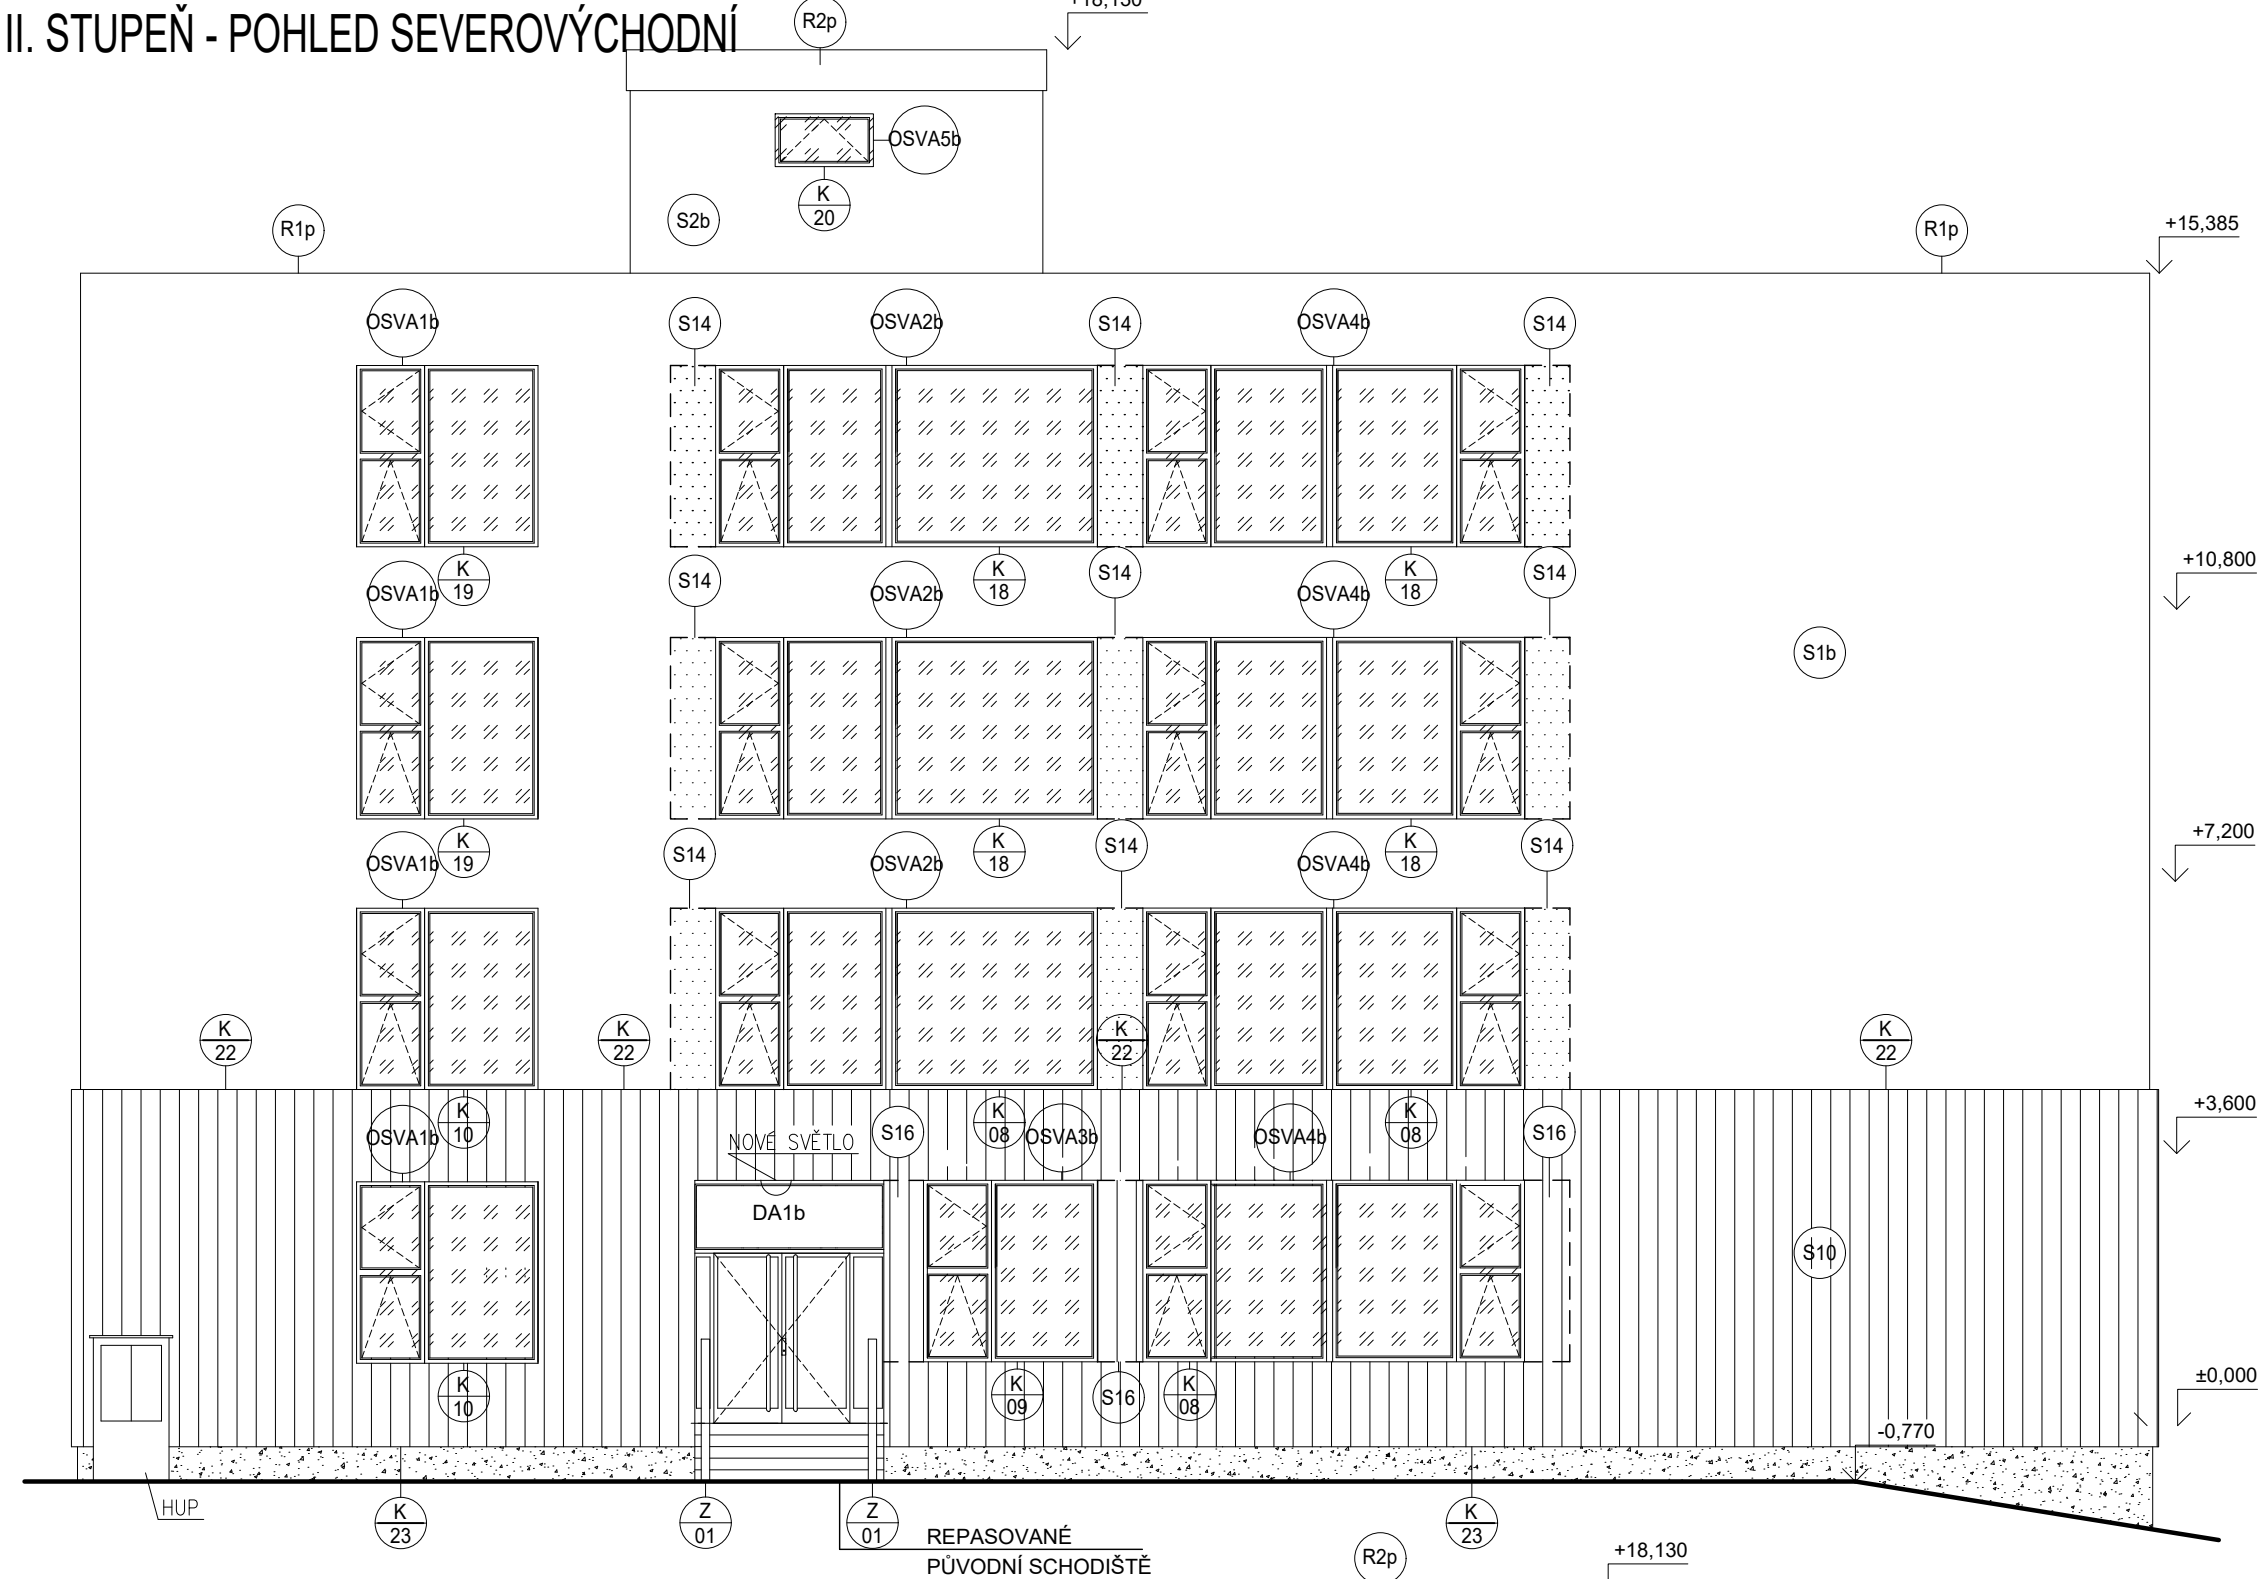 II. STUPEŇ - POHLED SEVEROVÝCHODNÍ
R2p
+18,130
OSVA5b
K
20
S2b
R1p
R1p
+15,385
OSVA1b
S14
OSVA2b
S14
OSVA4b
S14
K
19
K
18
K
18
+10,800
OSVA1b
S14
OSVA2b
S14
OSVA4b
S14
S1b
K
19
K
18
K
18
+7,200
OSVA1b
S14
OSVA2b
S14
OSVA4b
S14
K
22
K
22
K
22
K
22
+3,600
K
10
K
08
K
08
OSVA1b
NOVÉ SVĚTLO
S16
OSVA3b
OSVA4b
S16
DA1b
S10
±0,000
K
10
K
09
S16
K
08
-0,770
HUP
K
23
Z
01
Z
01
K
23
REPASOVANÉ
PŮVODNÍ SCHODIŠTĚ
R2p
+18,130